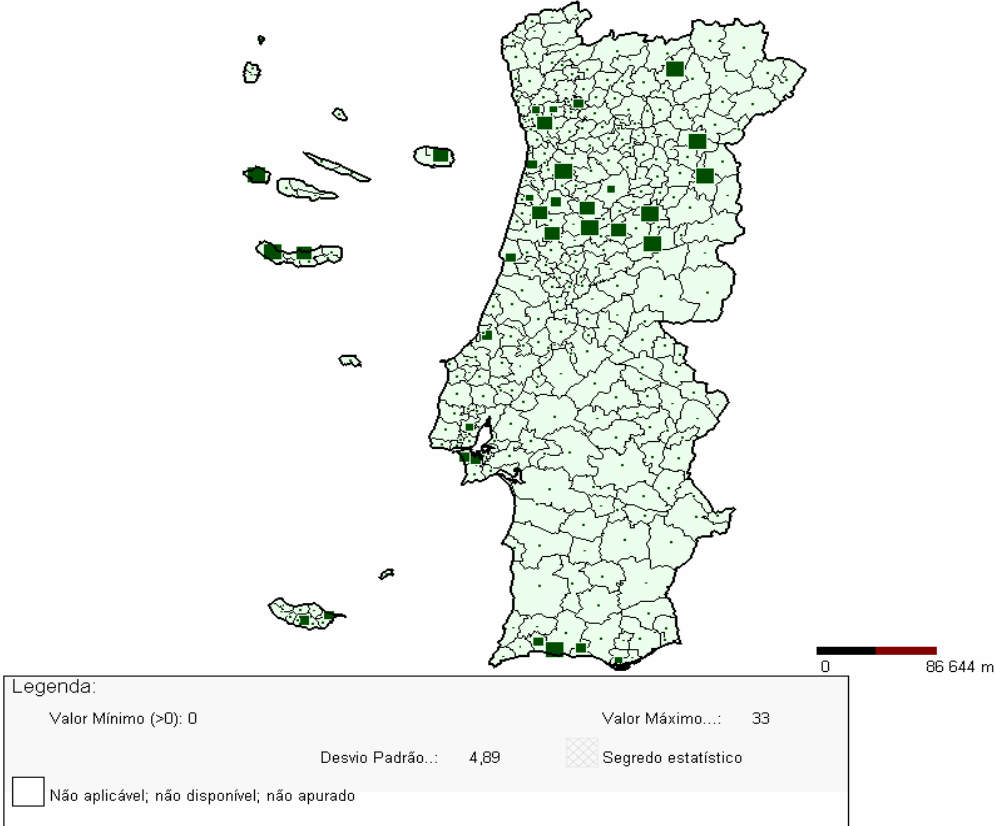 0 86 644 m
Legenda:
Valor Mínimo (>0): 0 Valor Máximo...: 33
Desvio Padrão..: 4,89 Segredo estatístico
Não aplicável; não disponível; não apurado